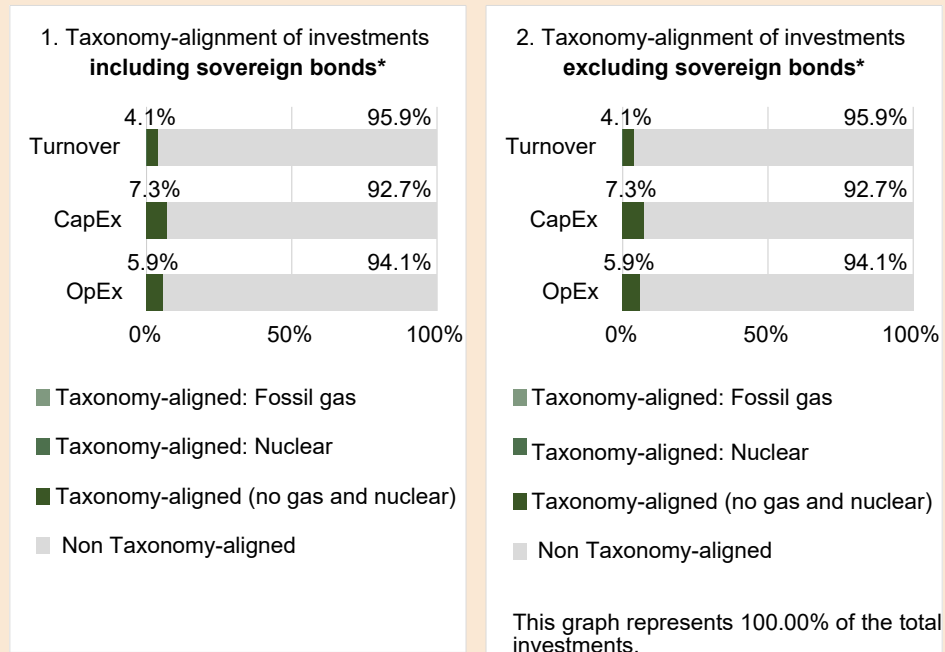 1. Taxonomy-alignment of investments
including sovereign bonds*
4.1% 95.9%
Turnover
7.3% 92.7%
CapEx
5.9% 94.1%
OpEx
0% 50% 100%
Taxonomy-aligned: Fossil gas
Taxonomy-aligned: Nuclear
Taxonomy-aligned (no gas and nuclear)
Non Taxonomy-aligned
2. Taxonomy-alignment of investments
excluding sovereign bonds*
4.1% 95.9%
Turnover
7.3% 92.7%
CapEx
5.9% 94.1%
OpEx
0% 50% 100%
Taxonomy-aligned: Fossil gas
Taxonomy-aligned: Nuclear
Taxonomy-aligned (no gas and nuclear)
Non Taxonomy-aligned
This graph represents 100.00% of the total
investments.